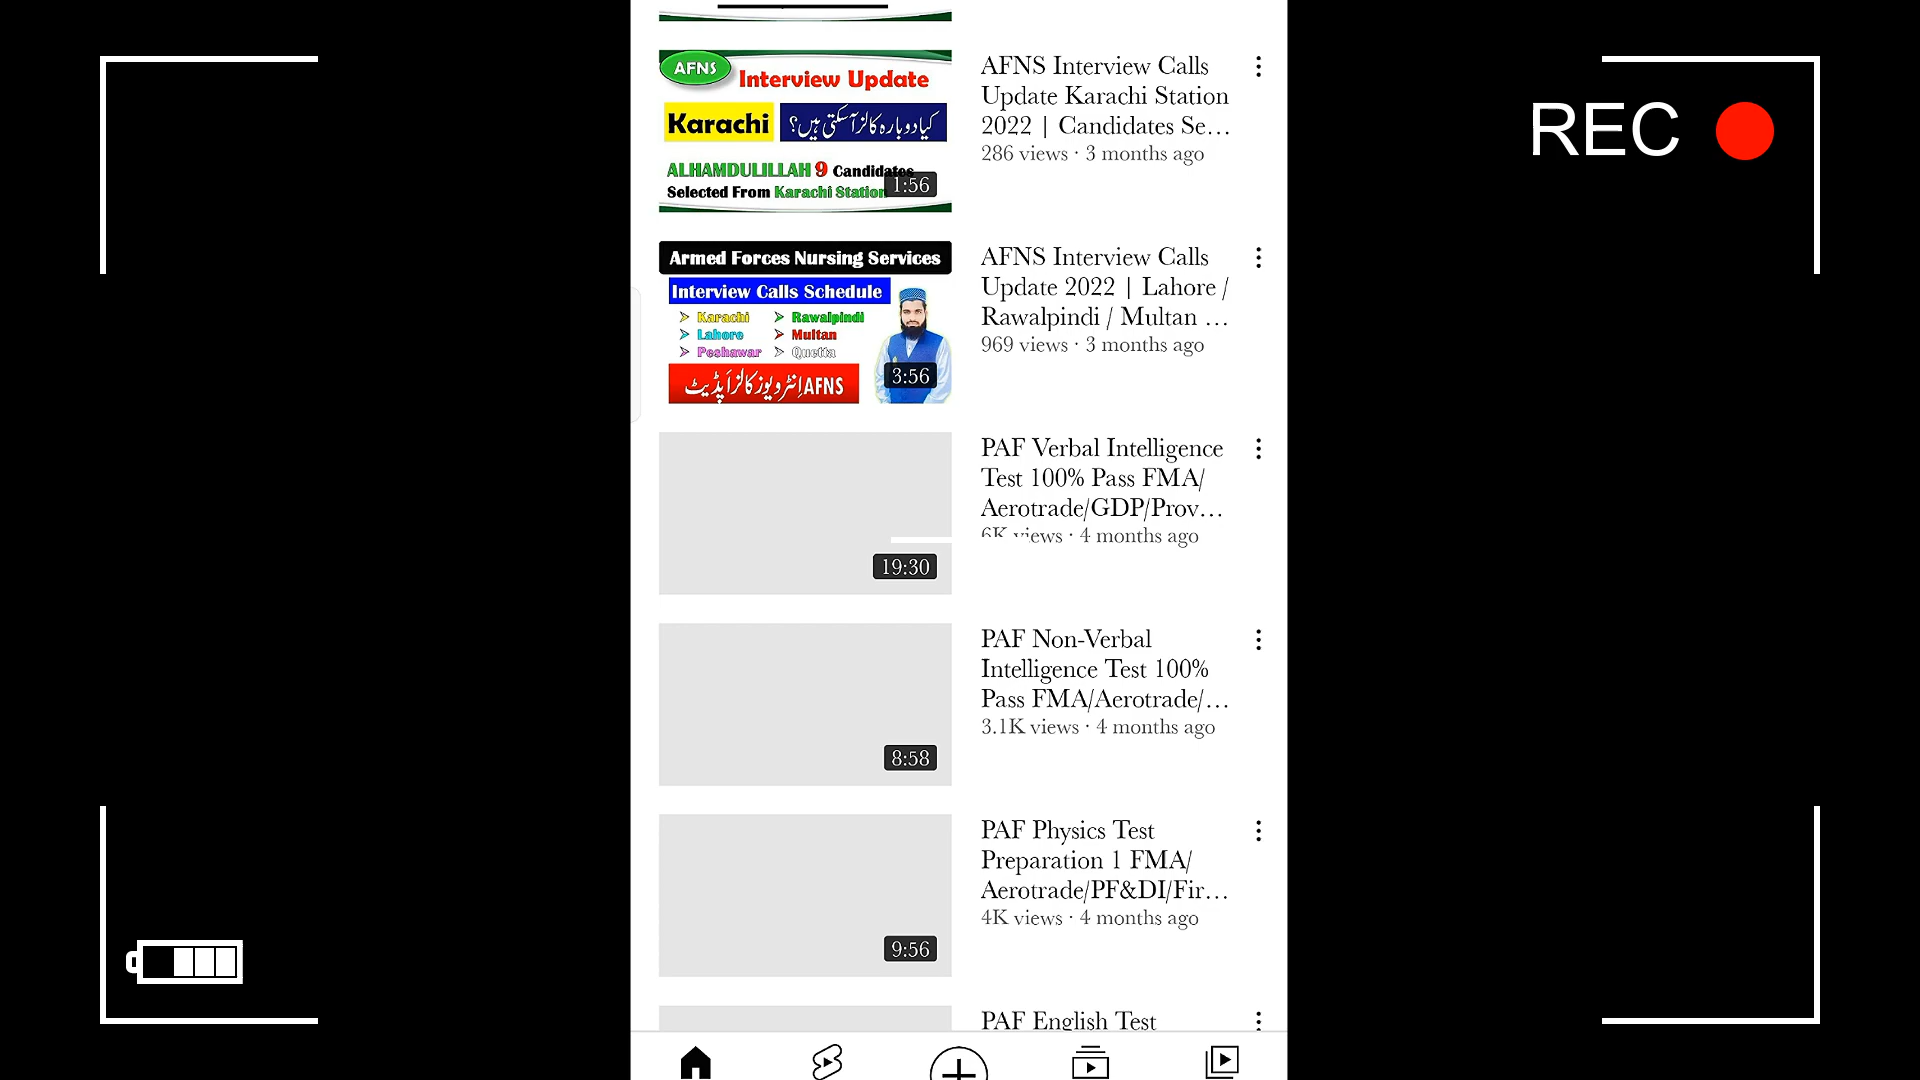 REC
AFNS
Interview Update
Karachi
کیا دوبارہ کالز آسکتی ہیں؟
ALHAMDULILLAH 9 Candidates
Selected From Karachi Station
1:56
AFNS Interview Calls
Update Karachi Station
2022 | Candidates Se...
286 views · 3 months ago
Armed Forces Nursing Services
Interview Calls Schedule
Karachi
Rawalpindi
Lahore
Multan
Peshawar
Quetta
AFNS انٹرویوز کالز اَپڈیٹ
3:56
AFNS Interview Calls
Update 2022 | Lahore /
Rawalpindi / Multan ...
969 views · 3 months ago
19:30
PAF Verbal Intelligence
Test 100% Pass FMA/
Aerotrade/GDP/Prov...
6K views · 4 months ago
8:58
PAF Non-Verbal
Intelligence Test 100%
Pass FMA/Aerotrade/...
3.1K views · 4 months ago
9:56
PAF Physics Test
Preparation 1 FMA/
Aerotrade/PF&DI/Fir...
4K views · 4 months ago
PAF English Test